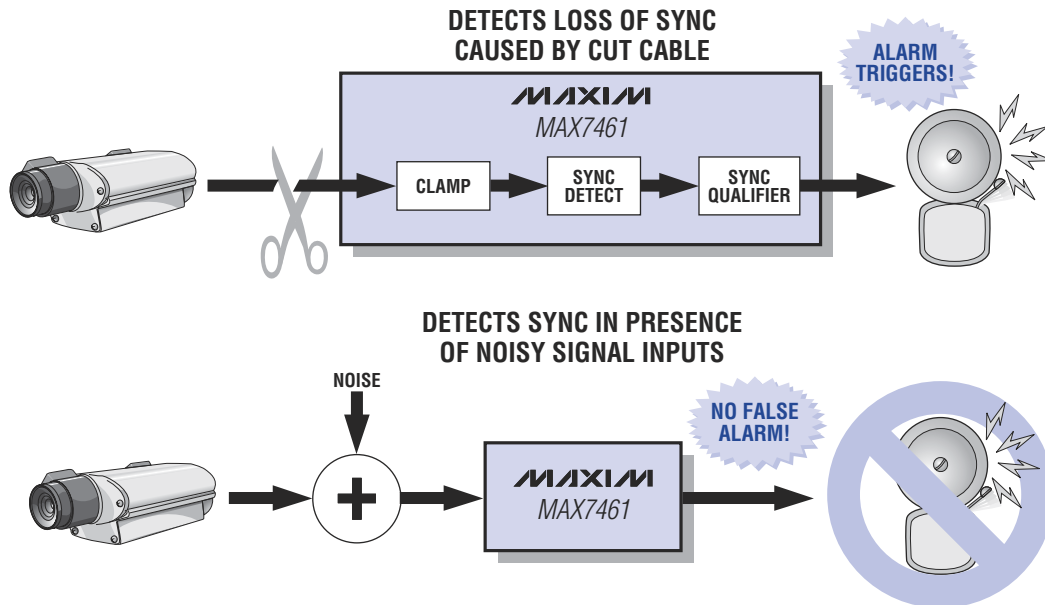 DETECTS LOSS OF SYNC
CAUSED BY CUT CABLE
ALARM
TRIGGERS!
MAXIM
MAX7461
CLAMP
SYNC
DETECT
SYNC
QUALIFIER
DETECTS SYNC IN PRESENCE
OF NOISY SIGNAL INPUTS
NOISE
NO FALSE
ALARM!
+
MAXIM
MAX7461